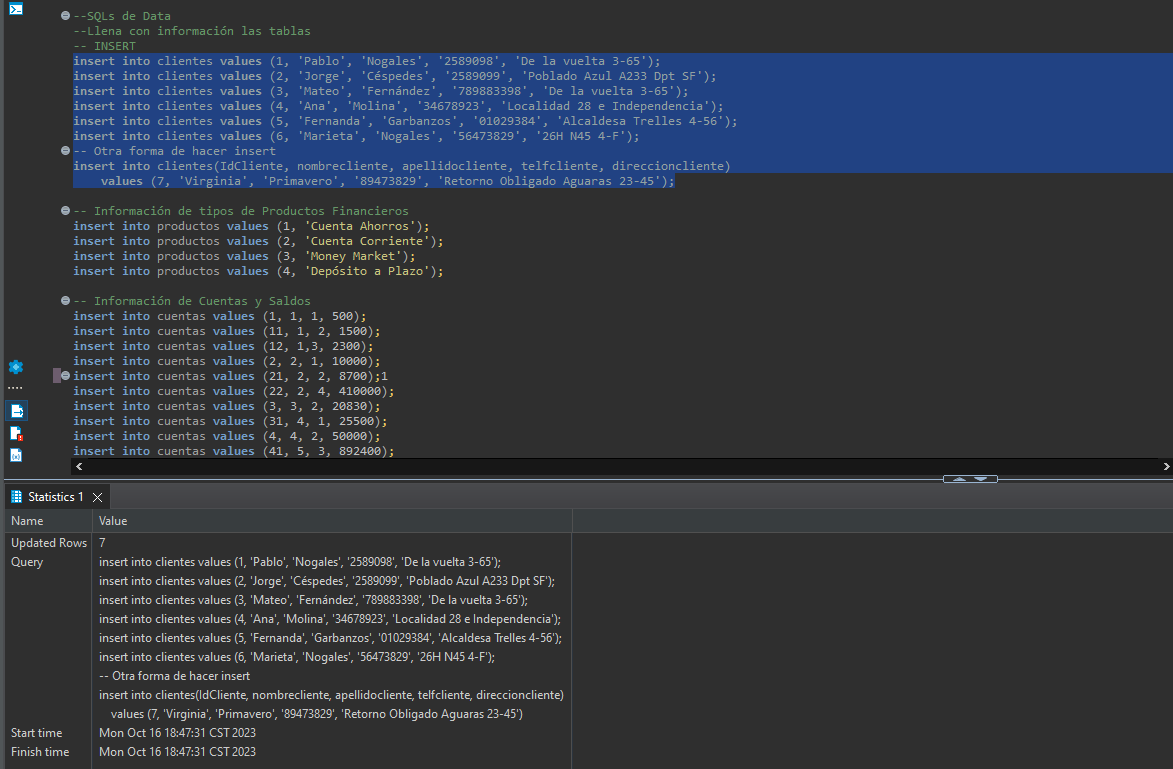 --SQLs de Data
--Llena con información las tablas
-- INSERT
insert into clientes values (1, 'Pablo', 'Nogales', '2589098', 'De la vuelta 3-65');
insert into clientes values (2, 'Jorge', 'Céspedes', '2589099', 'Poblado Azul A233 Dpt SF');
insert into clientes values (3, 'Mateo', 'Fernández', '789883398', 'De la vuelta 3-65');
insert into clientes values (4, 'Ana', 'Molina', '34678923', 'Localidad 28 e Independencia');
insert into clientes values (5, 'Fernanda', 'Garbanzos', '01029384', 'Alcaldesa Trelles 4-56');
insert into clientes values (6, 'Marieta', 'Nogales', '56473829', '26H N45 4-F');
-- Otra forma de hacer insert
insert into clientes(IdCliente, nombrecliente, apellidocliente, telfcliente, direccioncliente)
values (7, 'Virginia', 'Primavero', '89473829', 'Retorno Obligado Aguaras 23-45');
-- Información de tipos de Productos Financieros
insert into productos values (1, 'Cuenta Ahorros');
insert into productos values (2, 'Cuenta Corriente');
insert into productos values (3, 'Money Market');
insert into productos values (4, 'Depósito a Plazo');
-- Información de Cuentas y Saldos
insert into cuentas values (1, 1, 1, 500);
insert into cuentas values (11, 1, 2, 1500);
insert into cuentas values (12, 1,3, 2300);
insert into cuentas values (2, 2, 1, 10000);
insert into cuentas values (21, 2, 2, 8700);1
insert into cuentas values (22, 2, 4, 410000);
insert into cuentas values (3, 3, 2, 20830);
insert into cuentas values (31, 4, 1, 25500);
insert into cuentas values (4, 4, 2, 50000);
insert into cuentas values (41, 5, 3, 892400);
Statistics 1
Name Value
Updated Rows 7
Query insert into clientes values (1, 'Pablo', 'Nogales', '2589098', 'De la vuelta 3-65');
insert into clientes values (2, 'Jorge', 'Céspedes', '2589099', 'Poblado Azul A233 Dpt SF');
insert into clientes values (3, 'Mateo', 'Fernández', '789883398', 'De la vuelta 3-65');
insert into clientes values (4, 'Ana', 'Molina', '34678923', 'Localidad 28 e Independencia');
insert into clientes values (5, 'Fernanda', 'Garbanzos', '01029384', 'Alcaldesa Trelles 4-56');
insert into clientes values (6, 'Marieta', 'Nogales', '56473829', '26H N45 4-F');
-- Otra forma de hacer insert
insert into clientes(IdCliente, nombrecliente, apellidocliente, telfcliente, direccioncliente)
values (7, 'Virginia', 'Primavero', '89473829', 'Retorno Obligado Aguaras 23-45')
Start time Mon Oct 16 18:47:31 CST 2023
Finish time Mon Oct 16 18:47:31 CST 2023